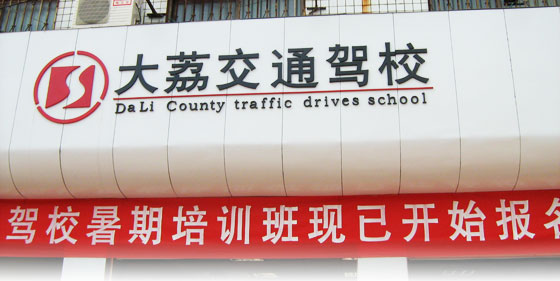 大荔交通驾校
DaLi County traffic drives school
驾校暑期培训班现已开始报名